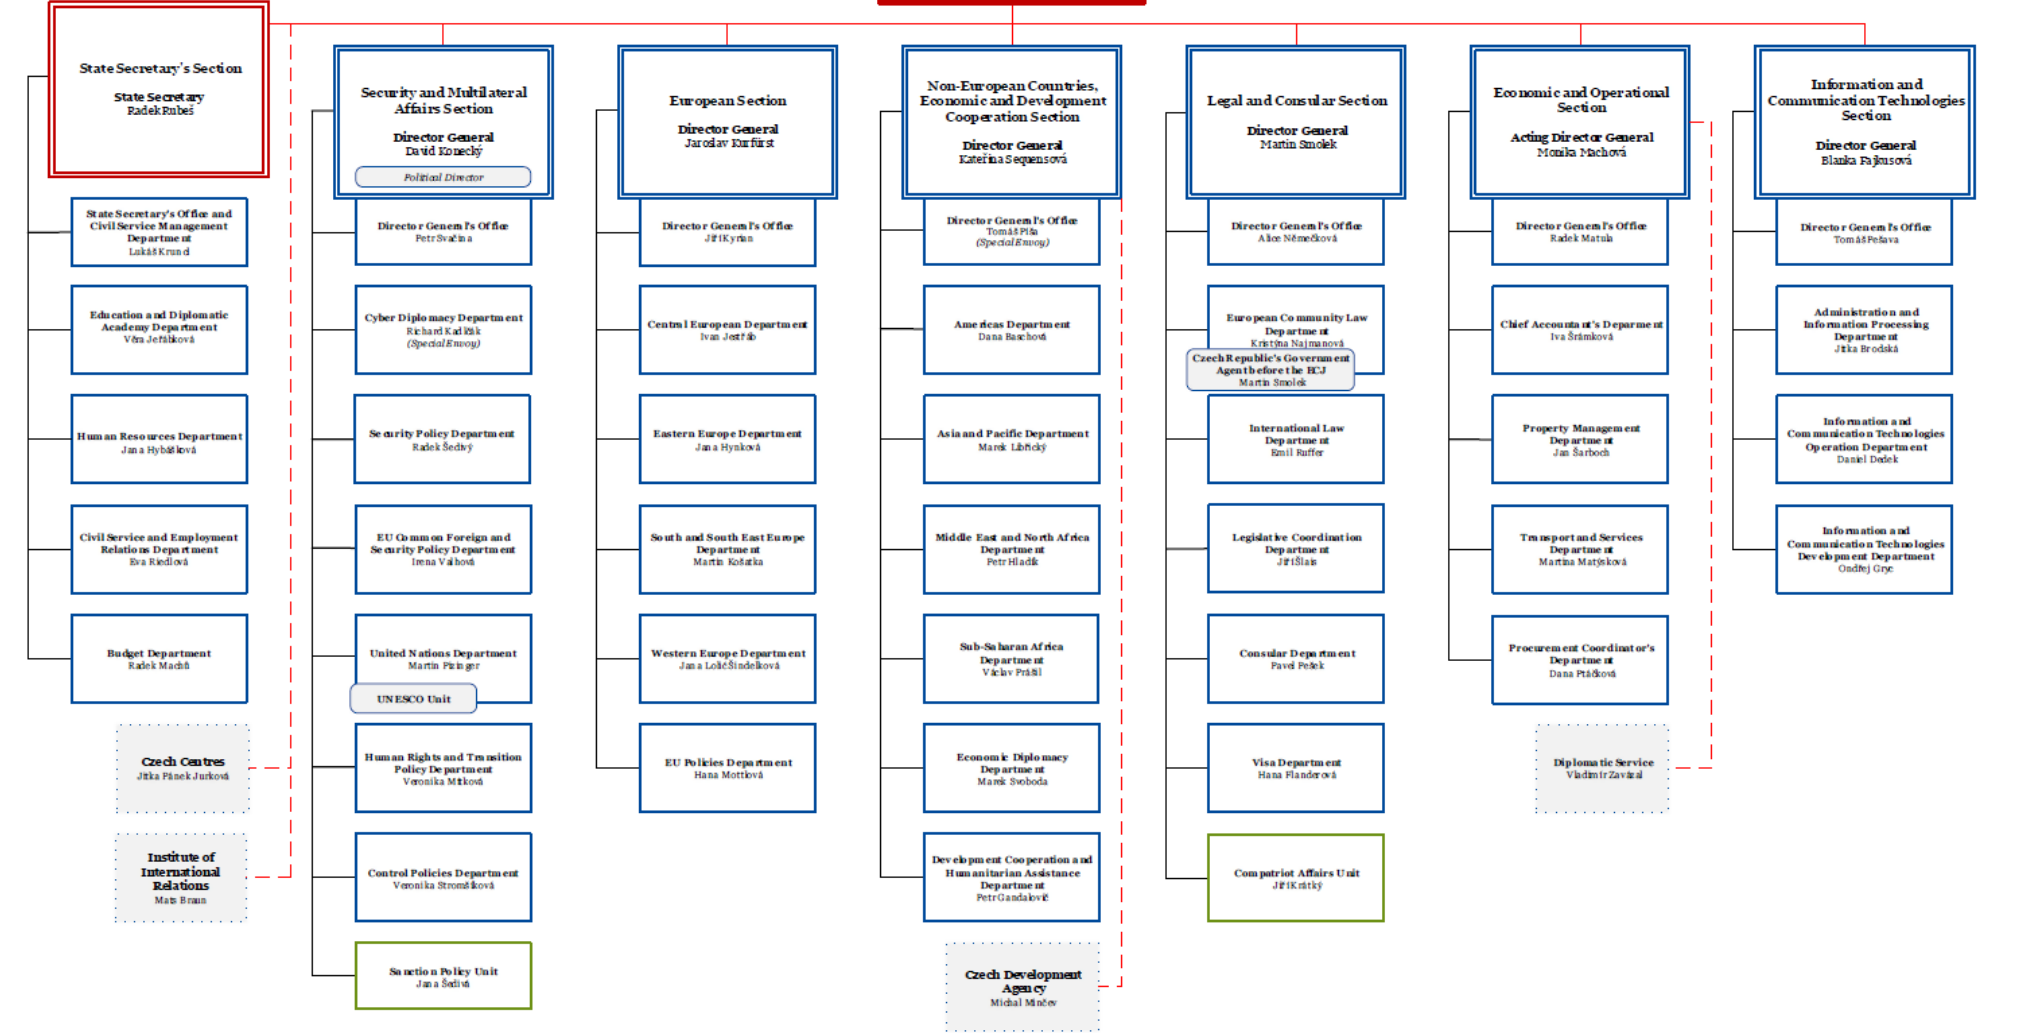 State Secretary's Section
State Secretary
Radek Rubeš
State Secretary's Office and
Civil Service Management
Department
Lukáš Kruncl
Education and Diplomatic
Academy Department
Věra Jeřábková
Human Resources Department
Jana Hybášková
Civil Service and Employment
Relations Department
Eva Riedlová
Budget Department
Radek Machů
Czech Centres
Jitka Pánek Jurková
Institute of
International
Relations
Mats Braun
Security and Multilateral
Affairs Section
Director General
David Konecký
Political Director
Director General's Office
Petr Svačina
Cyber Diplomacy Department
Richard Kadlčák
(Special Envoy)
Security Policy Department
Radek Šedivý
EU Common Foreign and
Security Policy Department
Irena Valhová
United Nations Department
Martin Pizinger
UNESCO Unit
Human Rights and Transition
Policy Department
Veronika Mítková
Control Policies Department
Veronika Stromšíková
Sanction Policy Unit
Jana Šedivá
European Section
Director General
Jaroslav Kurfürst
Director General's Office
Jiří Kyrian
Central European Department
Ivan Jestřáb
Eastern Europe Department
Jana Hynková
South and South East Europe
Department
Martin Košatka
Western Europe Department
Jana Lolić Šindelková
EU Policies Department
Hana Mottlová
Non-European Countries,
Economic and Development
Cooperation Section
Director General
Kateřina Sequensová
Director General's Office
Tomáš Píša
(Special Envoy)
Americas Department
Dana Baschová
Asia and Pacific Department
Marek Libřický
Middle East and North Africa
Department
Petr Hladík
Sub-Saharan Africa
Department
Václav Prášil
Economic Diplomacy
Department
Marek Svoboda
Development Cooperation and
Humanitarian Assistance
Department
Petr Gandalovič
Czech Development
Agency
Michal Minčev
Legal and Consular Section
Director General
Martin Smolek
Director General's Office
Alice Němečková
European Community Law
Department
Kristýna Najmanová
Czech Republic's Government
Agent before the ECJ
Martin Smolek
International Law
Department
Emil Ruffer
Legislative Coordination
Department
Jiří Šlais
Consular Department
Pavel Pešek
Visa Department
Hana Flanderová
Compatriot Affairs Unit
Jiří Krátký
Economic and Operational
Section
Acting Director General
Monika Machová
Director General's Office
Radek Matula
Chief Accountant's Deparment
Iva Šrámková
Property Management
Department
Jan Šarboch
Transport and Services
Department
Martina Matýsková
Procurement Coordinator's
Department
Dana Ptáčková
Diplomatic Service
Vladimír Zavázal
Information and
Communication Technologies
Section
Director General
Blanka Fajkusová
Director General's Office
Tomáš Pešava
Administration and
Information Processing
Department
Jitka Brodská
Information and
Communication Technologies
Operation Department
Daniel Dedek
Information and
Communication Technologies
Development Department
Ondřej Gryc